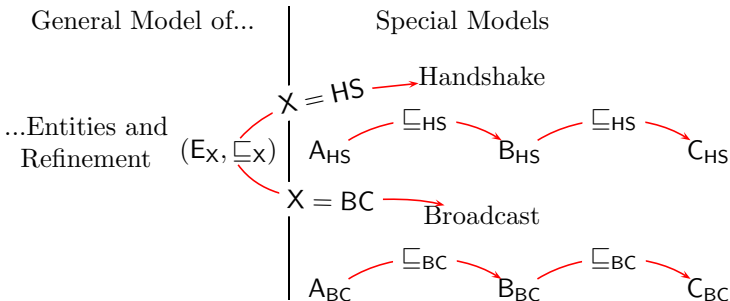 General Model of...
Special Models
X = HS
Handshake
...Entities and
Refinement
(E_X, ⊑_X)
⊑_HS
⊑_HS
A_HS
B_HS
C_HS
X = BC
Broadcast
⊑_BC
⊑_BC
A_BC
B_BC
C_BC